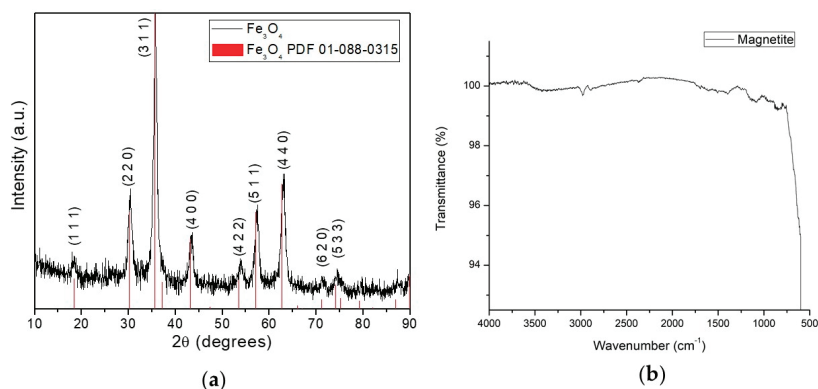 (a)
Fe3O4
Fe3O4 PDF 01-088-0315
(1 1 1)
(2 2 0)
(3 1 1)
(4 0 0)
(4 2 2)
(5 1 1)
(4 4 0)
(6 2 0)
(5 3 3)
Intensity (a.u.)
10 20 30 40 50 60 70 80 90
2θ (degrees)
(a)
Magnetite
100
98
96
94
Transmittance (%)
4000 3500 3000 2500 2000 1500 1000 500
Wavenumber (cm-1)
(b)